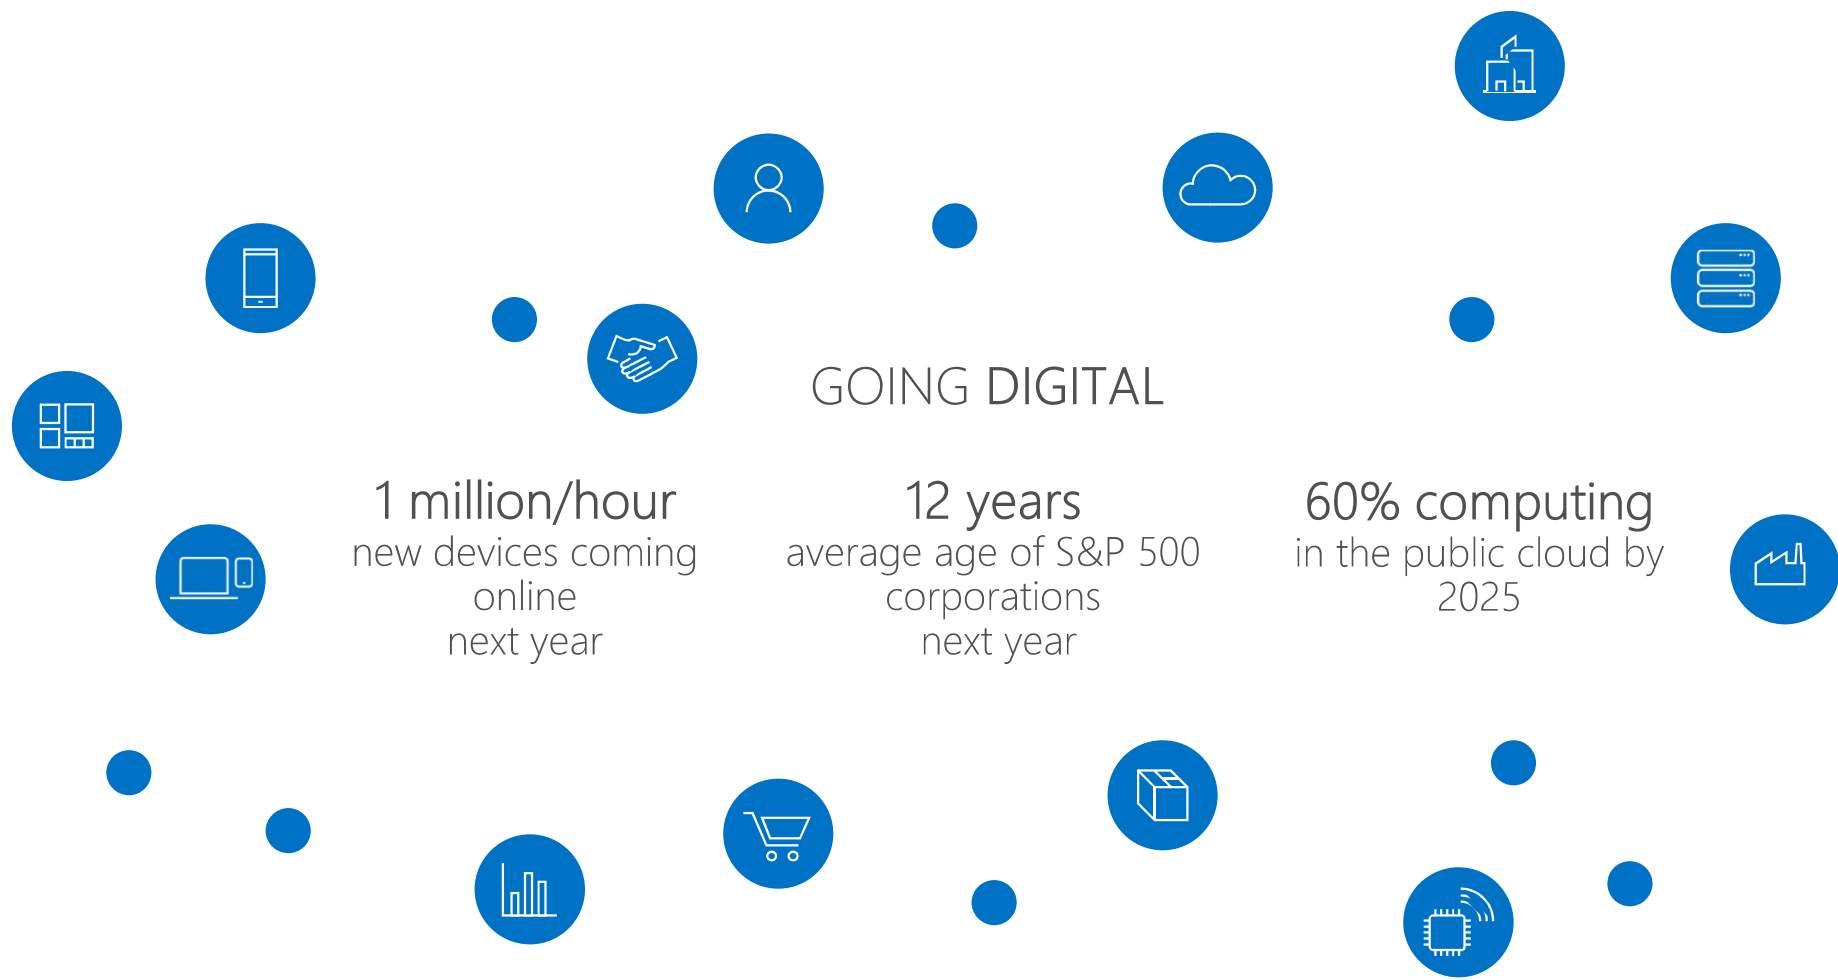 GOING DIGITAL
1 million/hour
new devices coming
online
next year
12 years
average age of S&P 500
corporations
next year
60% computing
in the public cloud by
2025